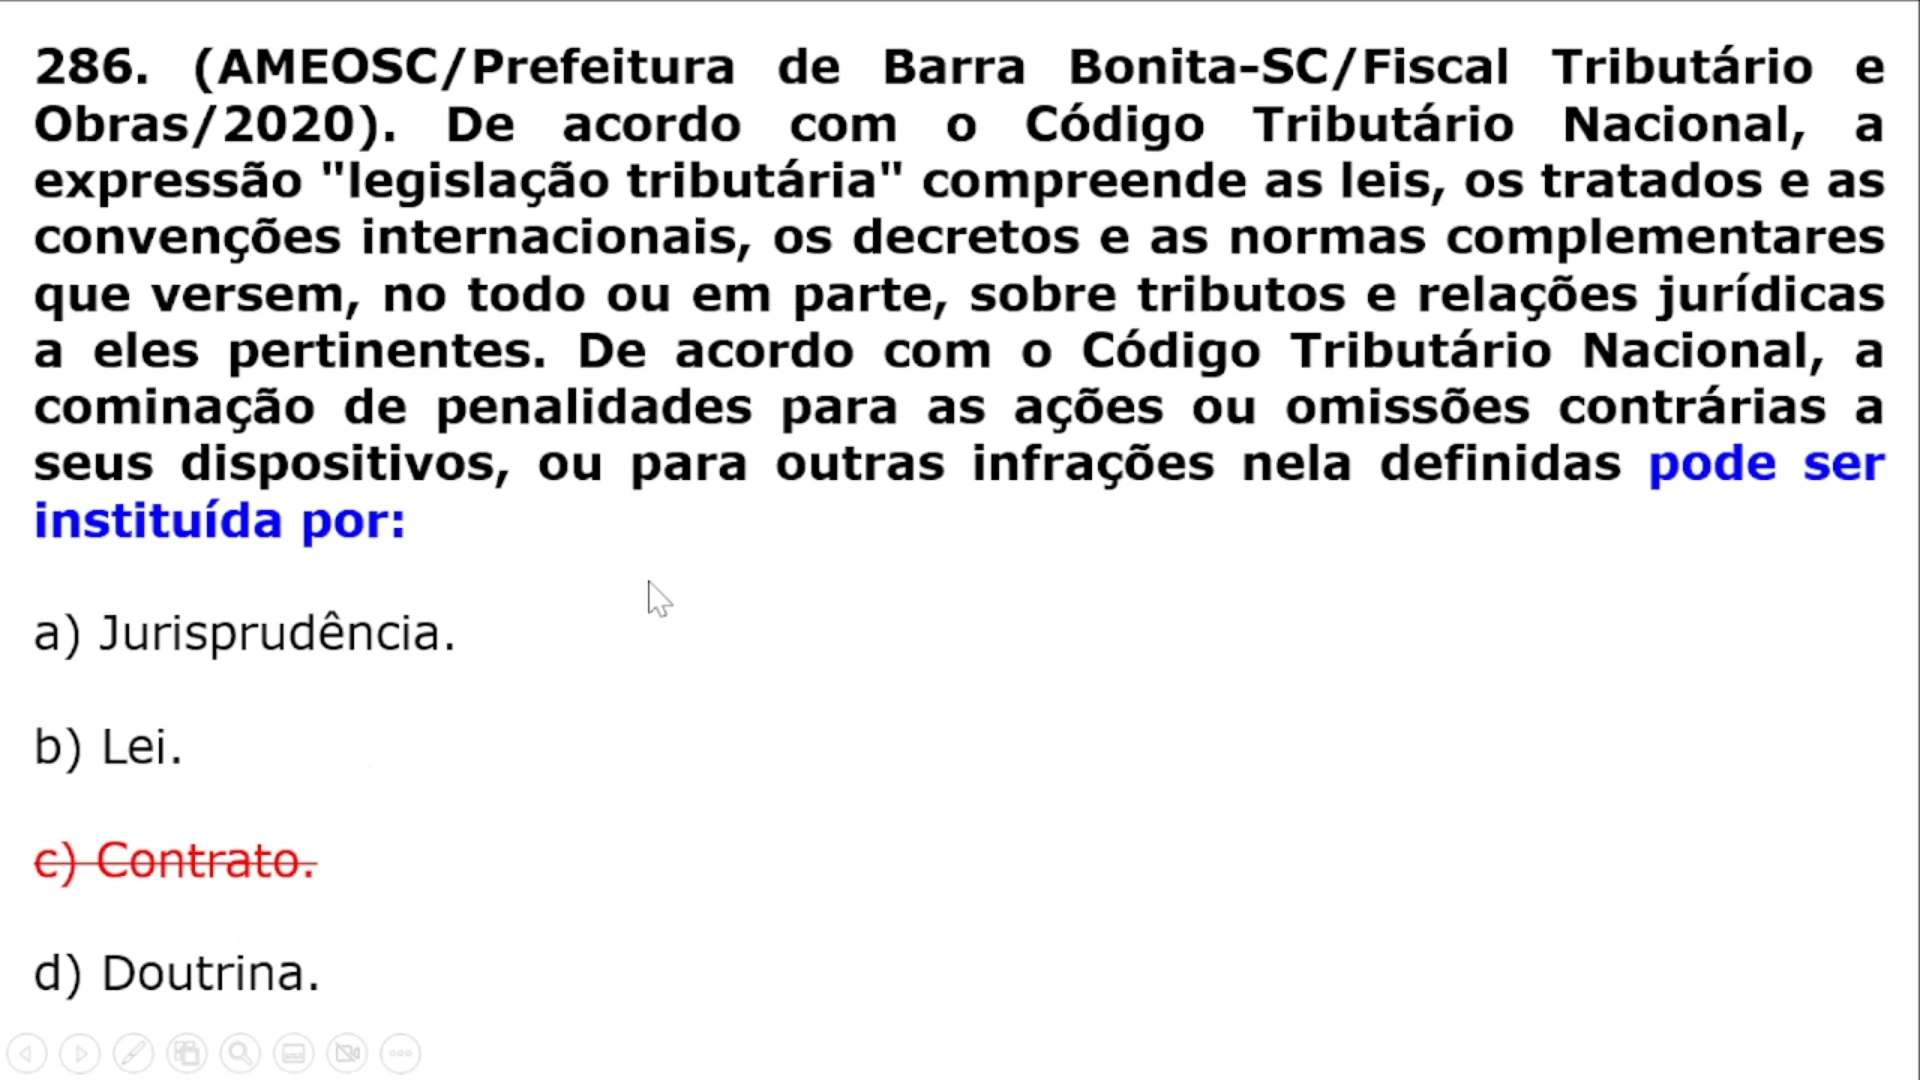 286. (AMEOSC/Prefeitura de Barra Bonita-SC/Fiscal Tributário e
Obras/2020). De acordo com o Código Tributário Nacional, a
expressão "legislação tributária" compreende as leis, os tratados e as
convenções internacionais, os decretos e as normas complementares
que versem, no todo ou em parte, sobre tributos e relações jurídicas
a eles pertinentes. De acordo com o Código Tributário Nacional, a
cominação de penalidades para as ações ou omissões contrárias a
seus dispositivos, ou para outras infrações nela definidas pode ser
instituída por:
a) Jurisprudência.
b) Lei.
c) Contrato.
d) Doutrina.